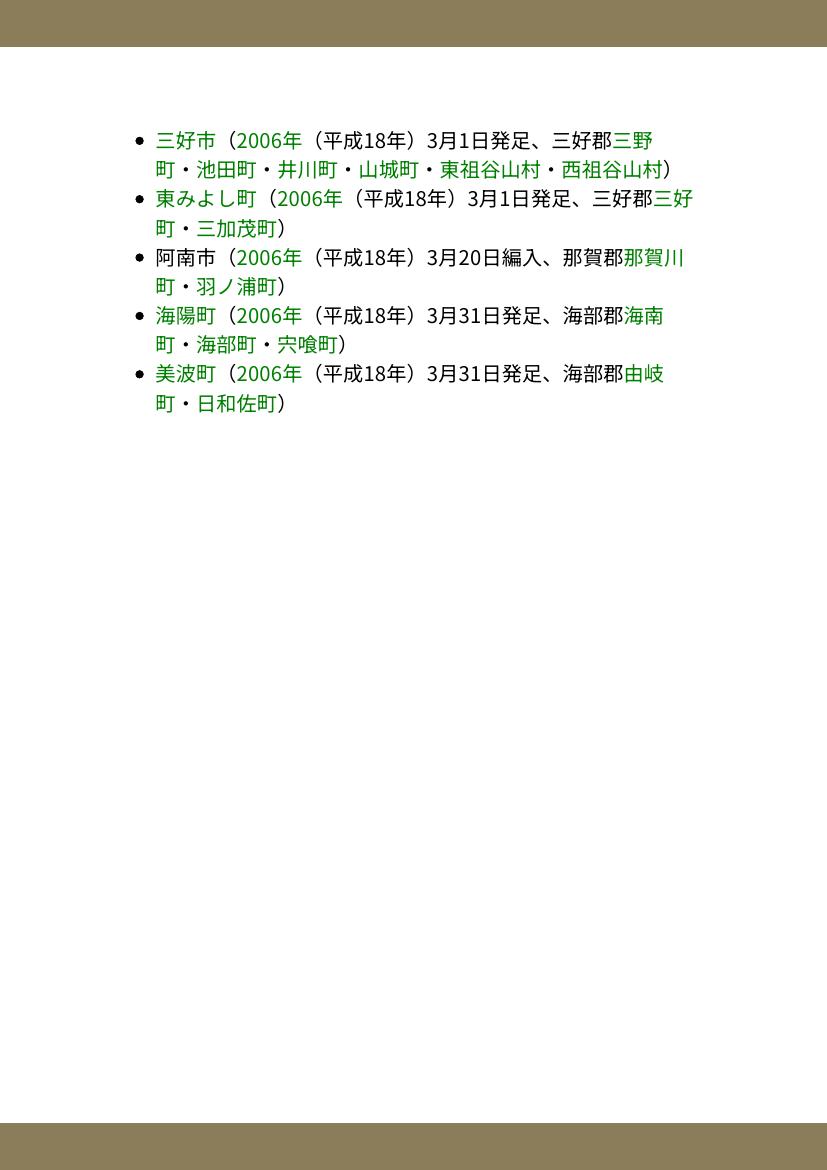 • 三好市（2006年（平成18年）3月1日発足、三好郡三野
町・池田町・井川町・山城町・東祖谷山村・西祖谷山村）
• 東みよし町（2006年（平成18年）3月1日発足、三好郡三好
町・三加茂町）
• 阿南市（2006年（平成18年）3月20日編入、那賀郡那賀川
町・羽ノ浦町）
• 海陽町（2006年（平成18年）3月31日発足、海部郡海南
町・海部町・宍喰町）
• 美波町（2006年（平成18年）3月31日発足、海部郡由岐
町・日和佐町）